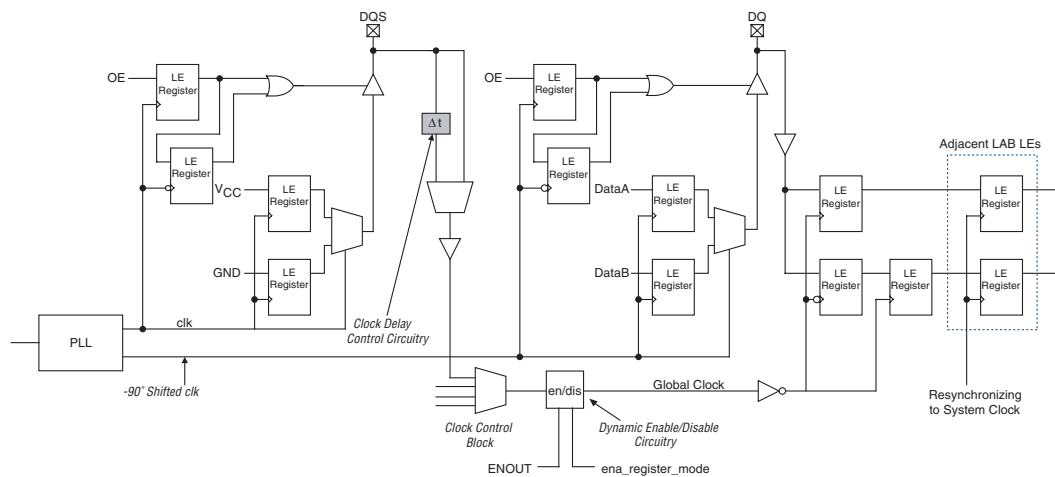 DQS
DQ
OE
LE
Register
OE
LE
Register
Δt
Adjacent LAB LEs
LE
Register
LE
Register
VCC
LE
Register
DataA
LE
Register
LE
Register
LE
Register
GND
LE
Register
DataB
LE
Register
LE
Register
LE
Register
LE
Register
clk
Clock Delay
Control Circuitry
PLL
-90° Shifted clk
Global Clock
en/dis
Resynchronizing
to System Clock
Clock Control
Block
Dynamic Enable/Disable
Circuitry
ENOUT
ena_register_mode